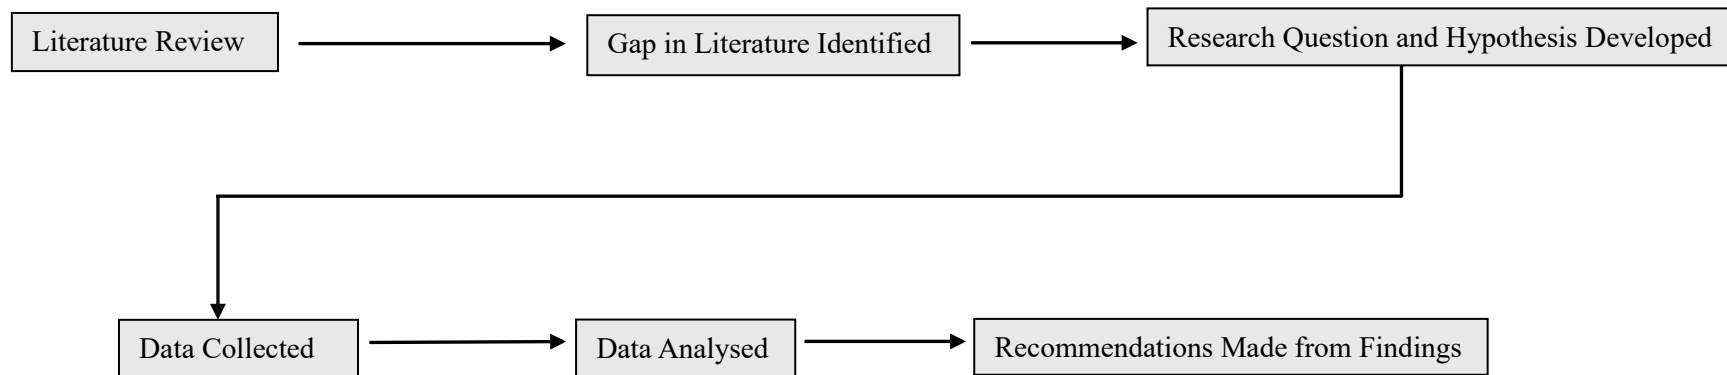 Literature Review
Gap in Literature Identified
Research Question and Hypothesis Developed
Data Collected
Data Analysed
Recommendations Made from Findings